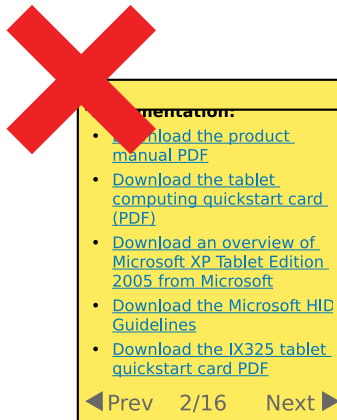 • Download the product
manual PDF
• Download the tablet
computing quickstart card
(PDF)
• Download an overview of
Microsoft XP Tablet Edition
2005 from Microsoft
• Download the Microsoft HID
Guidelines
• Download the IX325 tablet
quickstart card PDF
Prev 2/16 Next